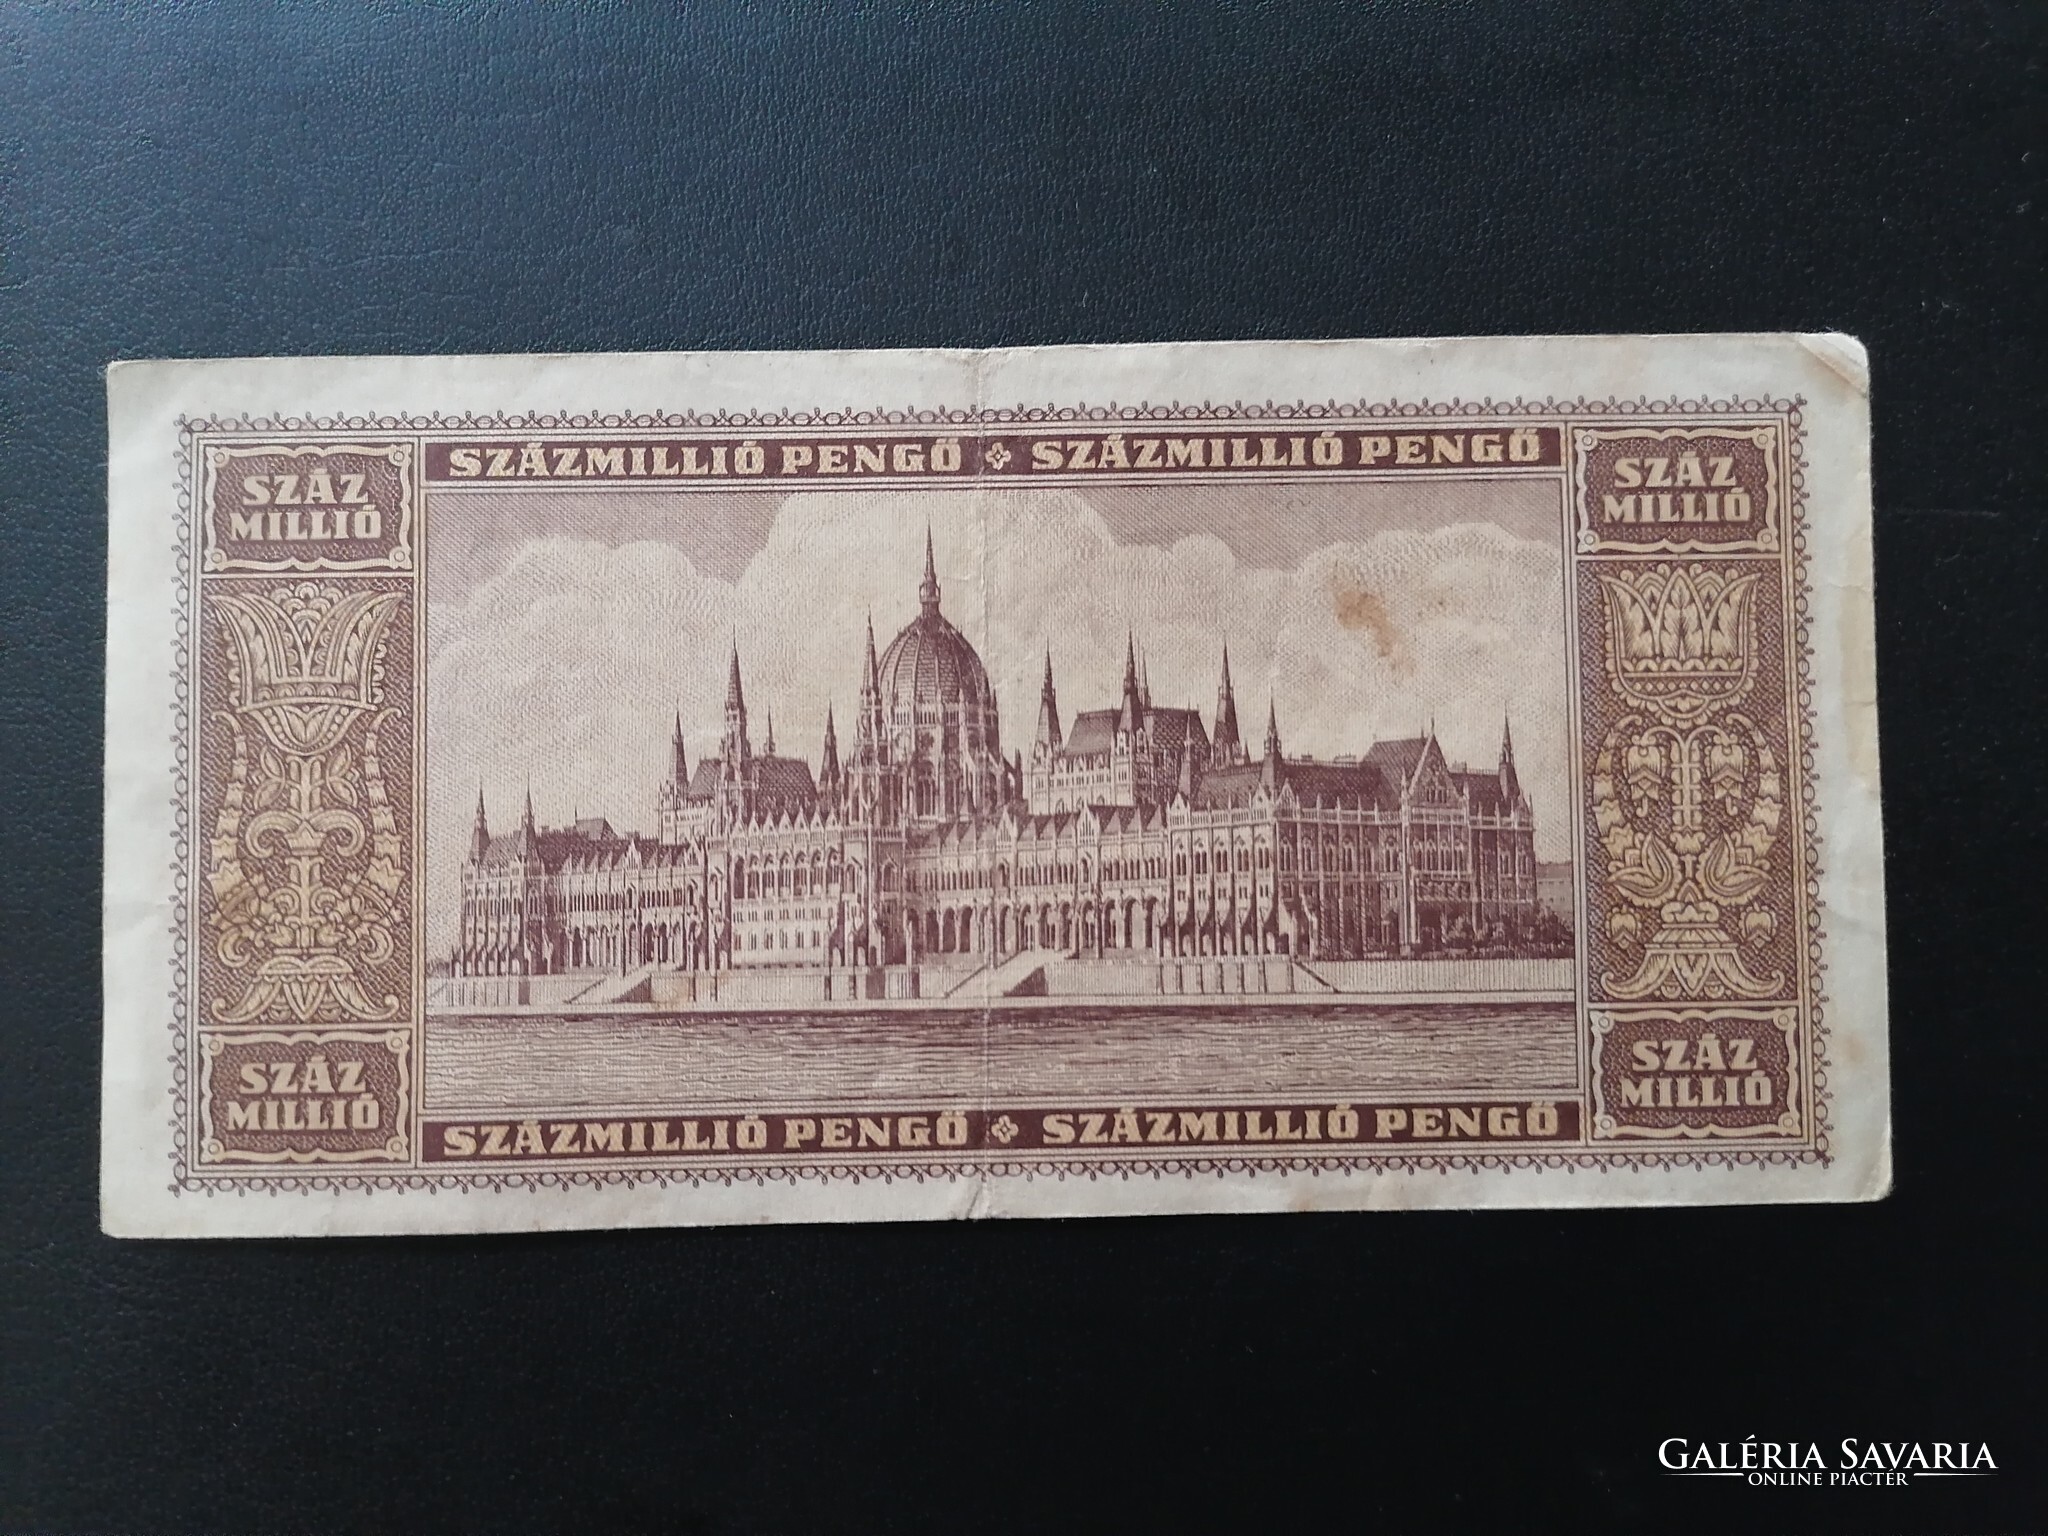 SZÁZMILLIÓ PENGŐ SZÁZMILLIÓ PENGŐ
SZÁZ
MILLIÓ
SZÁZ
MILLIÓ
SZÁZ
MILLIÓ
SZÁZ
MILLIÓ
SZÁZMILLIÓ PENGŐ SZÁZMILLIÓ PENGŐ
GALÉRIA SAVARIA
ONLINE PIACTÉR